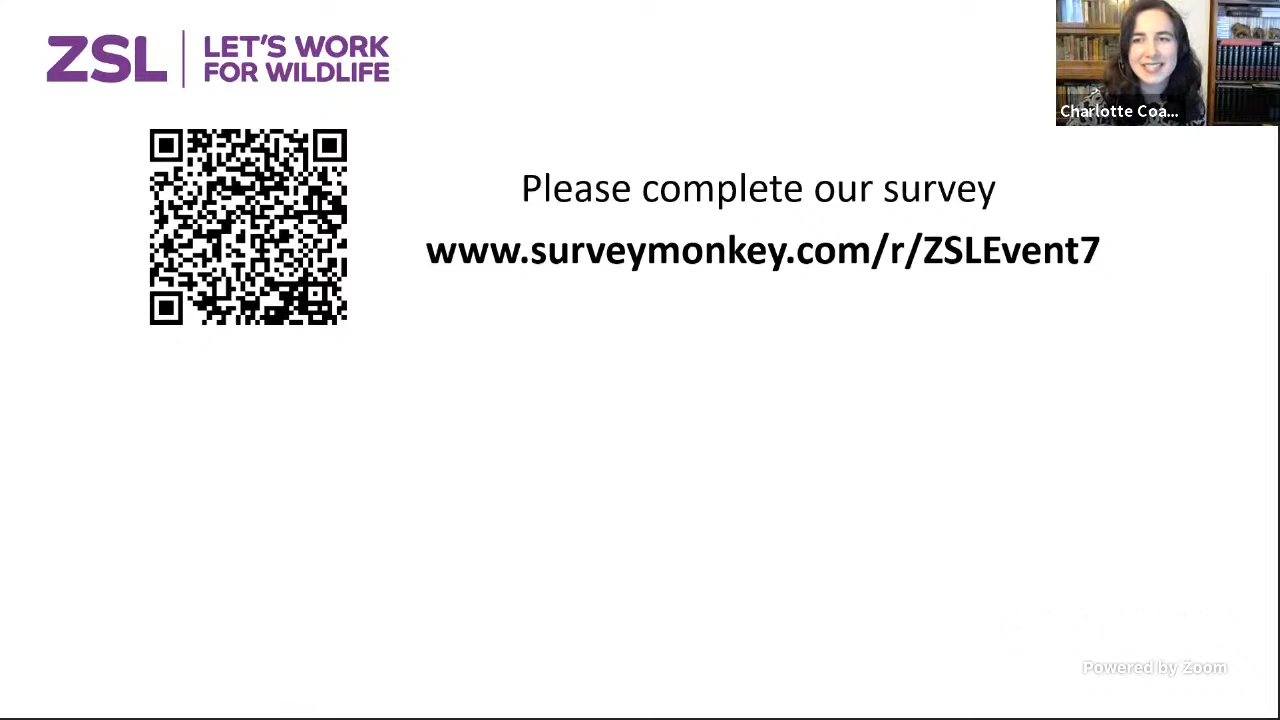 ZSL
LET'S WORK
FOR WILDLIFE
Charlotte Coa...
Please complete our survey
www.surveymonkey.com/r/ZSLEvent7
Powered by Zoom